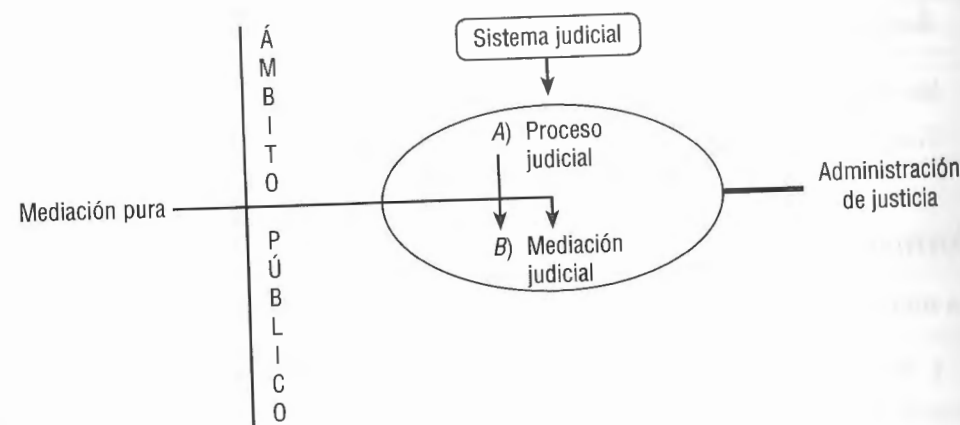 Á
M
B
I
T
O
P
Ú
B
L
I
C
O
Sistema judicial
A) Proceso
judicial
Administración
de justicia
Mediación pura
B) Mediación
judicial